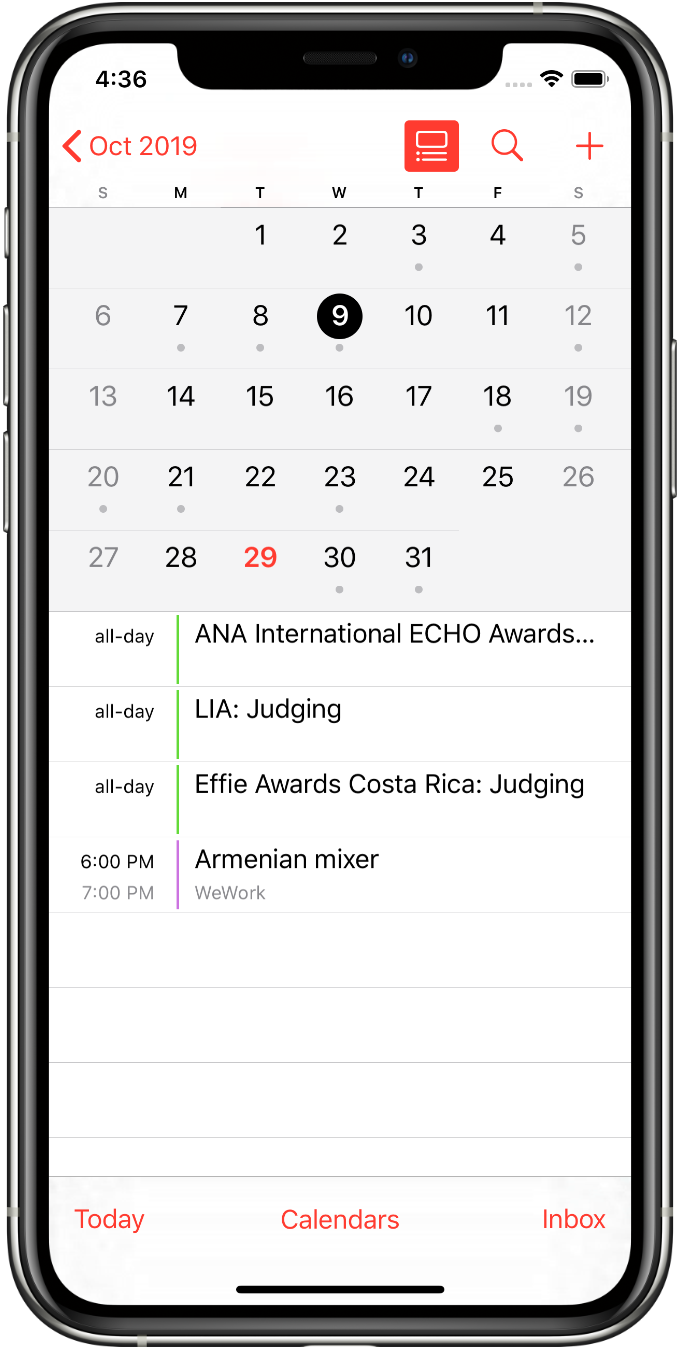 4:36
Oct 2019
S M T W T F S
1 2 3 4 5
6 7 8 9 10 11 12
13 14 15 16 17 18 19
20 21 22 23 24 25 26
27 28 29 30 31
all-day ANA International ECHO Awards...
all-day LIA: Judging
all-day Effie Awards Costa Rica: Judging
6:00 PM Armenian mixer
7:00 PM WeWork
Today Calendars Inbox